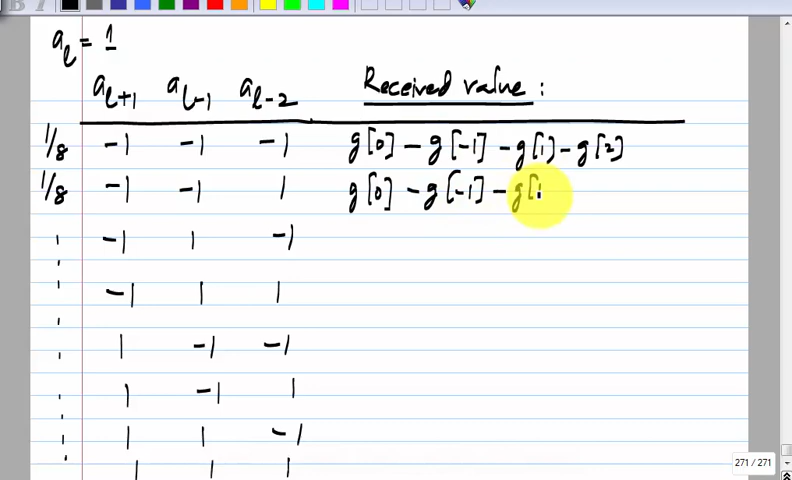 a_l = 1
a_{l+1} a_{l-1} a_{l-2} Received value :
1/8 -1 -1 -1 g[0] - g[-1] - g[1] - g[2]
1/8 -1 -1 1 g[0] - g[-1] - g[1
-1 1 -1
-1 1 1
1 -1 -1
1 -1 1
1 1 -1
1 1 1
271 / 271